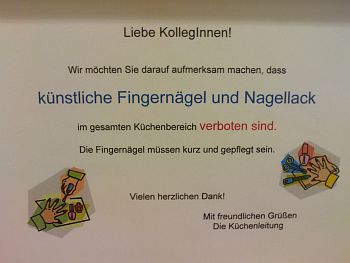 Liebe KollegInnen!
Wir möchten Sie darauf aufmerksam machen, dass
künstliche Fingernägel und Nagellack
im gesamten Küchenbereich verboten sind.
Die Fingernägel müssen kurz und gepflegt sein.
Vielen herzlichen Dank!
Mit freundlichen Grüßen
Die Küchenleitung